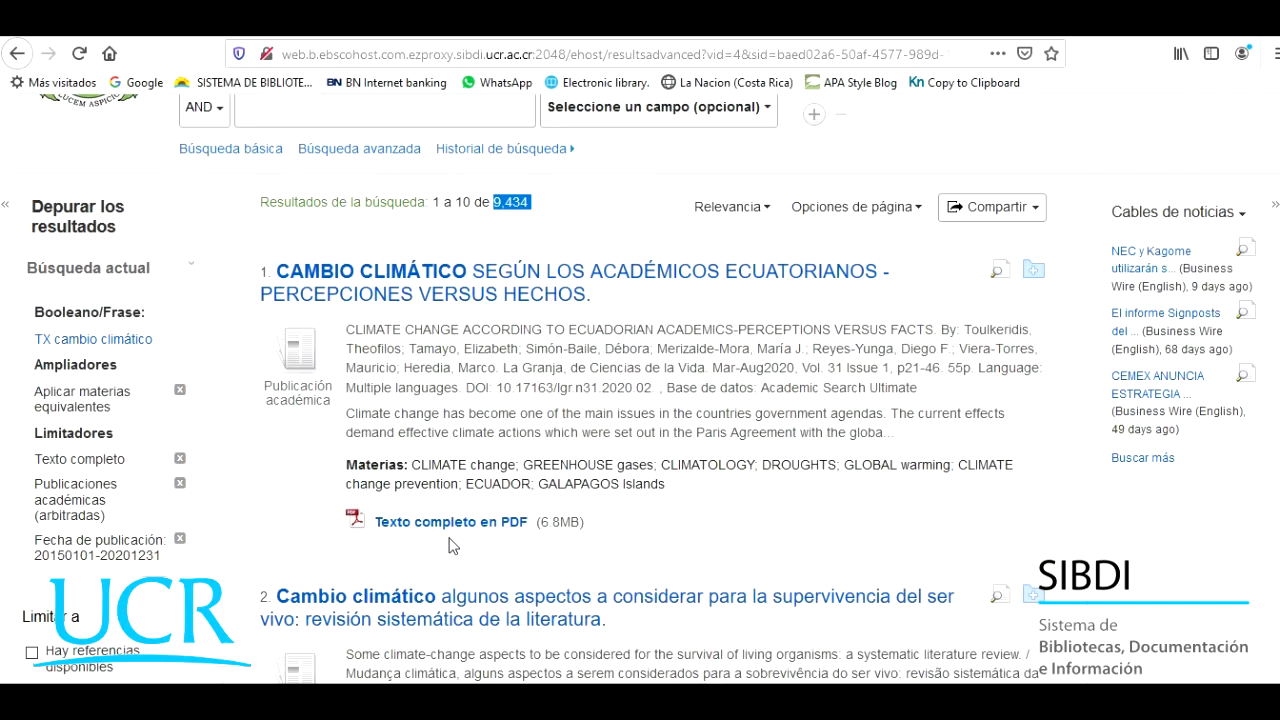 web.b.ebscohost.com.ezproxy.sibdi.ucr.ac.cr:2048/ehost/resultsadvanced?vid=4&sid=baed02a6-50af-4577-989d-
Más visitados Google SISTEMA DE BIBLIOTE... BN BN Internet banking WhatsApp Electronic library. La Nacion (Costa Rica) APA Style Blog Kn Copy to Clipboard
LUCEM ASPICIO
AND Seleccione un campo (opcional)
Búsqueda básica Búsqueda avanzada Historial de búsqueda
Depurar los
resultados
Búsqueda actual
Booleano/Frase:
TX cambio climático
Ampliadores
Aplicar materias
equivalentes
Limitadores
Texto completo
Publicaciones
académicas
(arbitradas)
Fecha de publicación:
20150101-20201231
Limitar a
Hay referencias
disponibles
UCR
Resultados de la búsqueda: 1 a 10 de 9,434
Relevancia Opciones de página Compartir
1. CAMBIO CLIMÁTICO SEGÚN LOS ACADÉMICOS ECUATORIANOS -
PERCEPCIONES VERSUS HECHOS.
Publicación
académica
CLIMATE CHANGE ACCORDING TO ECUADORIAN ACADEMICS-PERCEPTIONS VERSUS FACTS. By: Toulkeridis,
Theofilos; Tamayo, Elizabeth; Simón-Baile, Débora; Merizalde-Mora, María J.; Reyes-Yunga, Diego F.; Viera-Torres,
Mauricio; Heredia, Marco. La Granja, de Ciencias de la Vida. Mar-Aug2020, Vol. 31 Issue 1, p21-46. 55p. Language:
Multiple languages. DOI: 10.17163/lgr.n31.2020.02. , Base de datos: Academic Search Ultimate
Climate change has become one of the main issues in the countries government agendas. The current effects
demand effective climate actions which were set out in the Paris Agreement with the globa...
Materias: CLIMATE change; GREENHOUSE gases; CLIMATOLOGY; DROUGHTS; GLOBAL warming; CLIMATE
change prevention; ECUADOR; GALAPAGOS Islands
PDF Texto completo en PDF (6.8MB)
2. Cambio climático algunos aspectos a considerar para la supervivencia del ser
vivo: revisión sistemática de la literatura.
Some climate-change aspects to be considered for the survival of living organisms: a systematic literature review. /
Mudança climática, alguns aspectos a serem considerados para a sobrevivência do ser vivo: revisão sistemática da
Cables de noticias
NEC y Kagome
utilizarán s... (Business
Wire (English), 9 days ago)
El informe Signposts
del ... (Business Wire
(English), 68 days ago)
CEMEX ANUNCIA
ESTRATEGIA ...
(Business Wire (English),
49 days ago)
Buscar más
SIBDI
Sistema de
Bibliotecas, Documentación
e Información